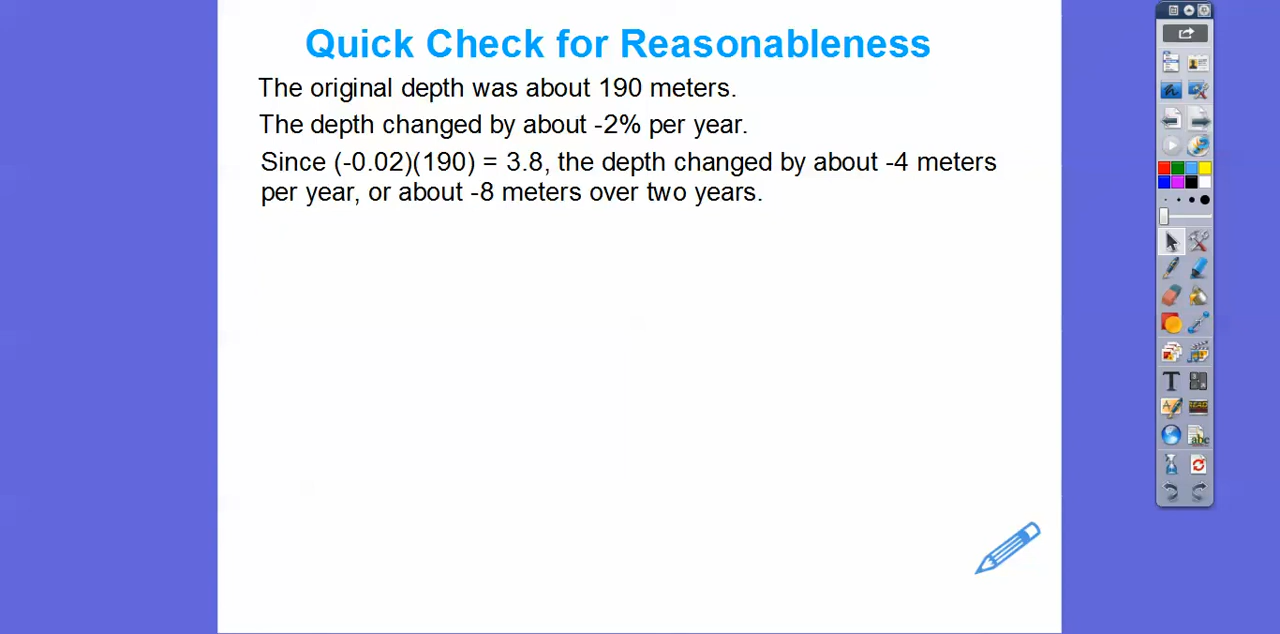 Quick Check for Reasonableness
The original depth was about 190 meters.
The depth changed by about -2% per year.
Since (-0.02)(190) = 3.8, the depth changed by about -4 meters
per year, or about -8 meters over two years.